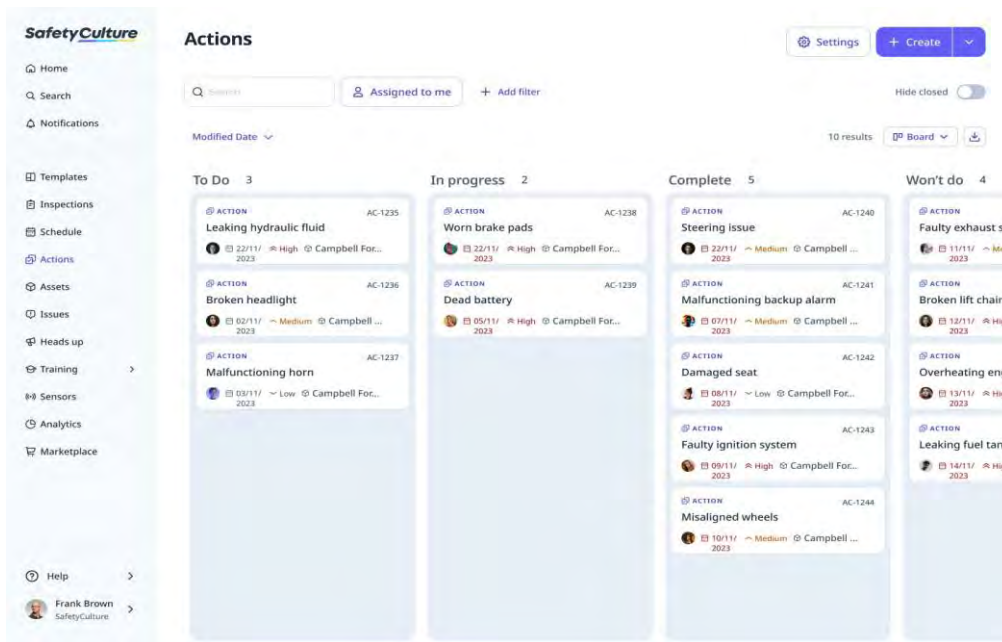 SafetyCulture
Home
Search
Notifications
Templates
Inspections
Schedule
Actions
Assets
Issues
Heads up
Training
Sensors
Analytics
Marketplace
Help
Frank Brown
SafetyCulture
Actions
Settings
+ Create
Search
Assigned to me
+ Add filter
Hide closed
Modified Date
10 results
Board
To Do 3
ACTION AC-1235
Leaking hydraulic fluid
22/11/ High Campbell For...
2023
ACTION AC-1236
Broken headlight
02/11/ Medium Campbell ...
2023
ACTION AC-1237
Malfunctioning horn
03/11/ Low Campbell For...
2023
In progress 2
ACTION AC-1238
Worn brake pads
22/11/ High Campbell For...
2023
ACTION AC-1239
Dead battery
05/11/ High Campbell For...
2023
Complete 5
ACTION AC-1240
Steering issue
22/11/ Medium Campbell ...
2023
ACTION AC-1241
Malfunctioning backup alarm
07/11/ Medium Campbell ...
2023
ACTION AC-1242
Damaged seat
08/11/ Low Campbell For...
2023
ACTION AC-1243
Faulty ignition system
09/11/ High Campbell For...
2023
ACTION AC-1244
Misaligned wheels
10/11/ Medium Campbell ...
2023
Won't do 4
ACTION
Faulty exhaust
11/11/
2023
ACTION
Broken lift chain
12/11/
2023
ACTION
Overheating
13/11/
2023
ACTION
Leaking fuel
14/11/
2023